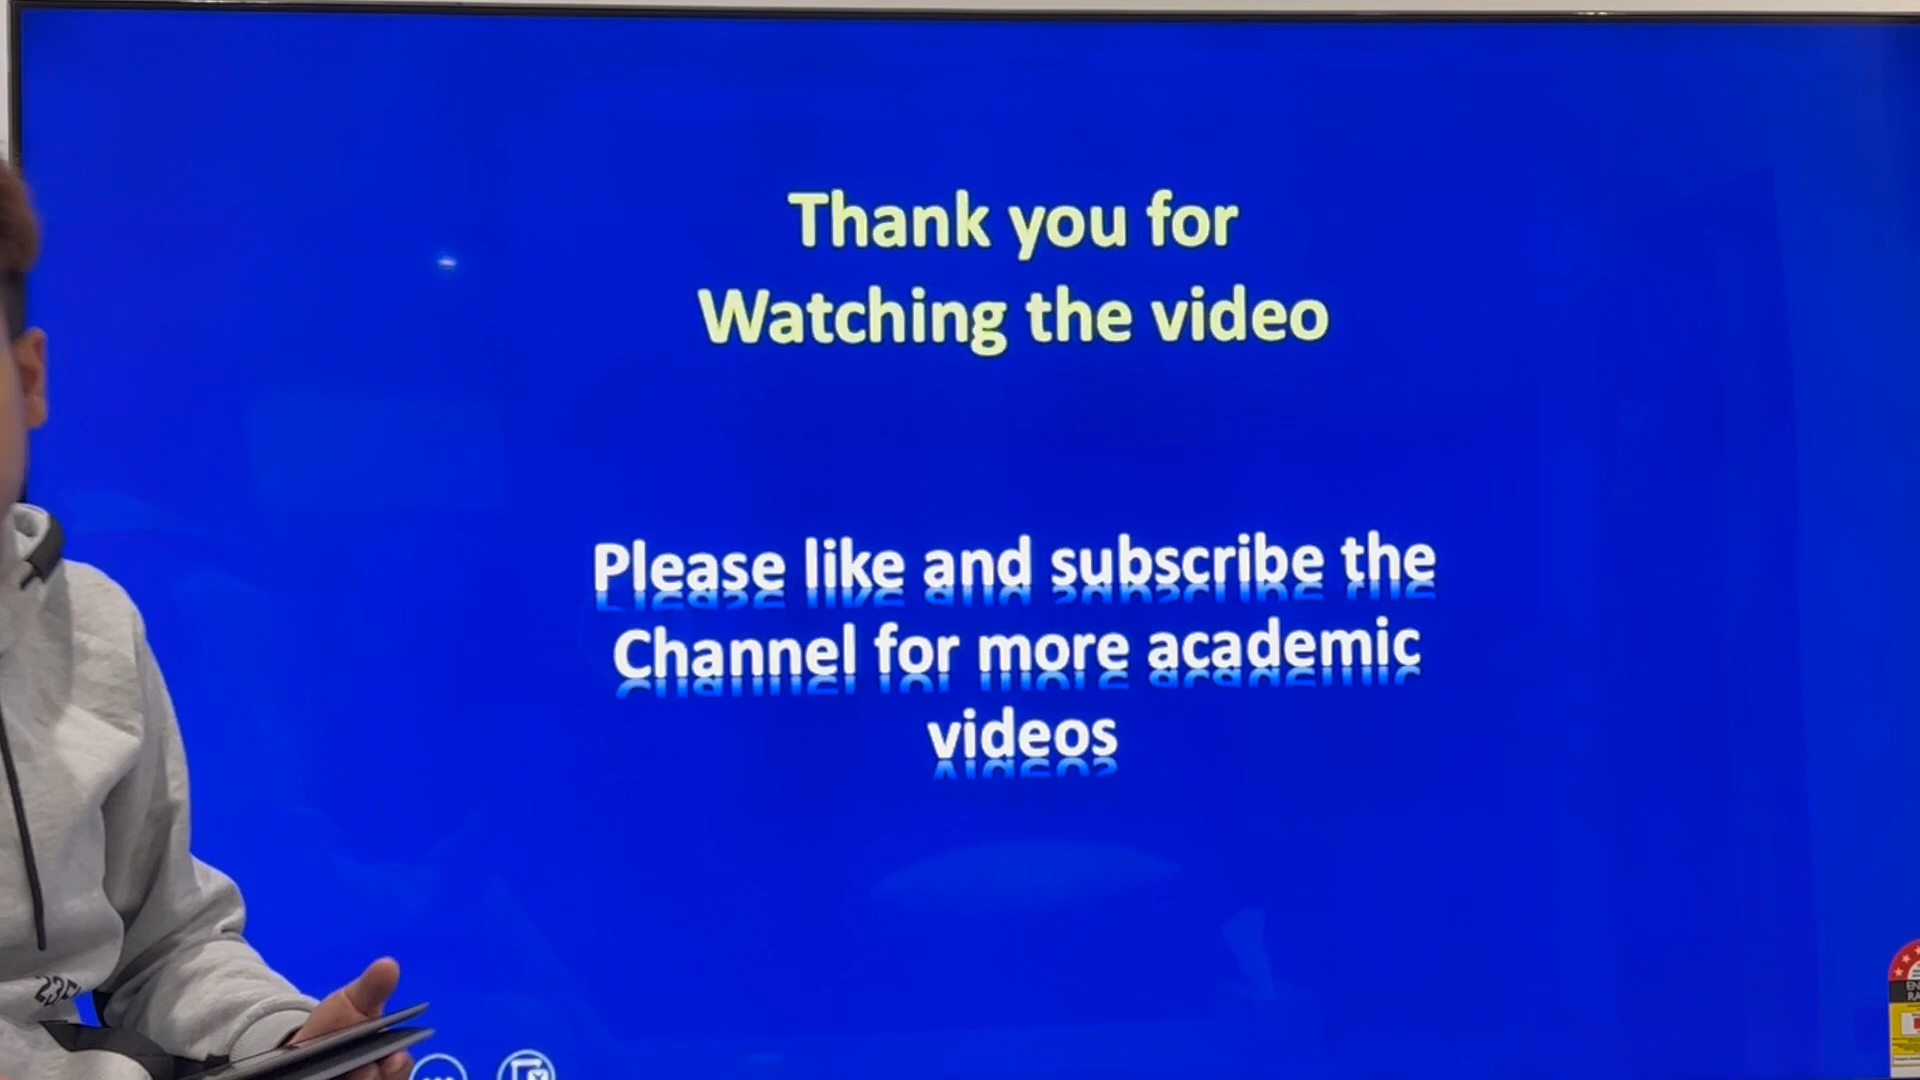 Thank you for
Watching the video
Please like and subscribe the
Channel for more academic
videos